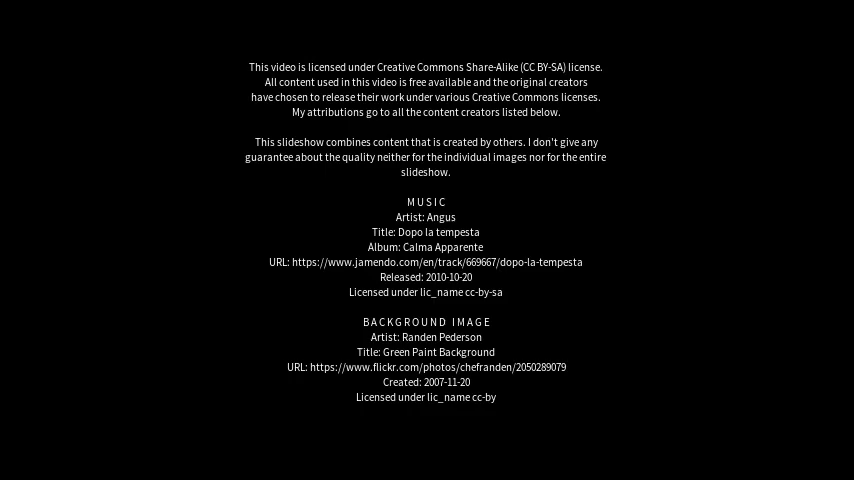 This video is licensed under Creative Commons Share-Alike (CC BY-SA) license.
All content used in this video is free available and the original creators
have chosen to release their work under various Creative Commons licenses.
My attributions go to all the content creators listed below.
This slideshow combines content that is created by others. I don't give any
guarantee about the quality neither for the individual images nor for the entire
slideshow.
MUSIC
Artist: Angus
Title: Dopo la tempesta
Album: Calma Apparente
URL: https://www.jamendo.com/en/track/669667/dopo-la-tempesta
Released: 2010-10-20
Licensed under lic_name cc-by-sa
BACKGROUND IMAGE
Artist: Randen Pederson
Title: Green Paint Background
URL: https://www.flickr.com/photos/chefranden/2050289079
Created: 2007-11-20
Licensed under lic_name cc-by